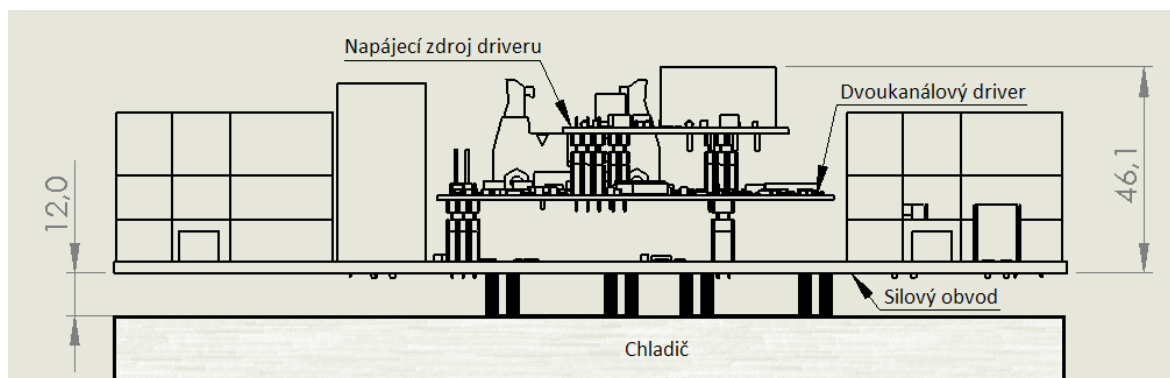 Napájecí zdroj driveru
Dvoukanálový driver
12,0
46,1
Silový obvod
Chladič